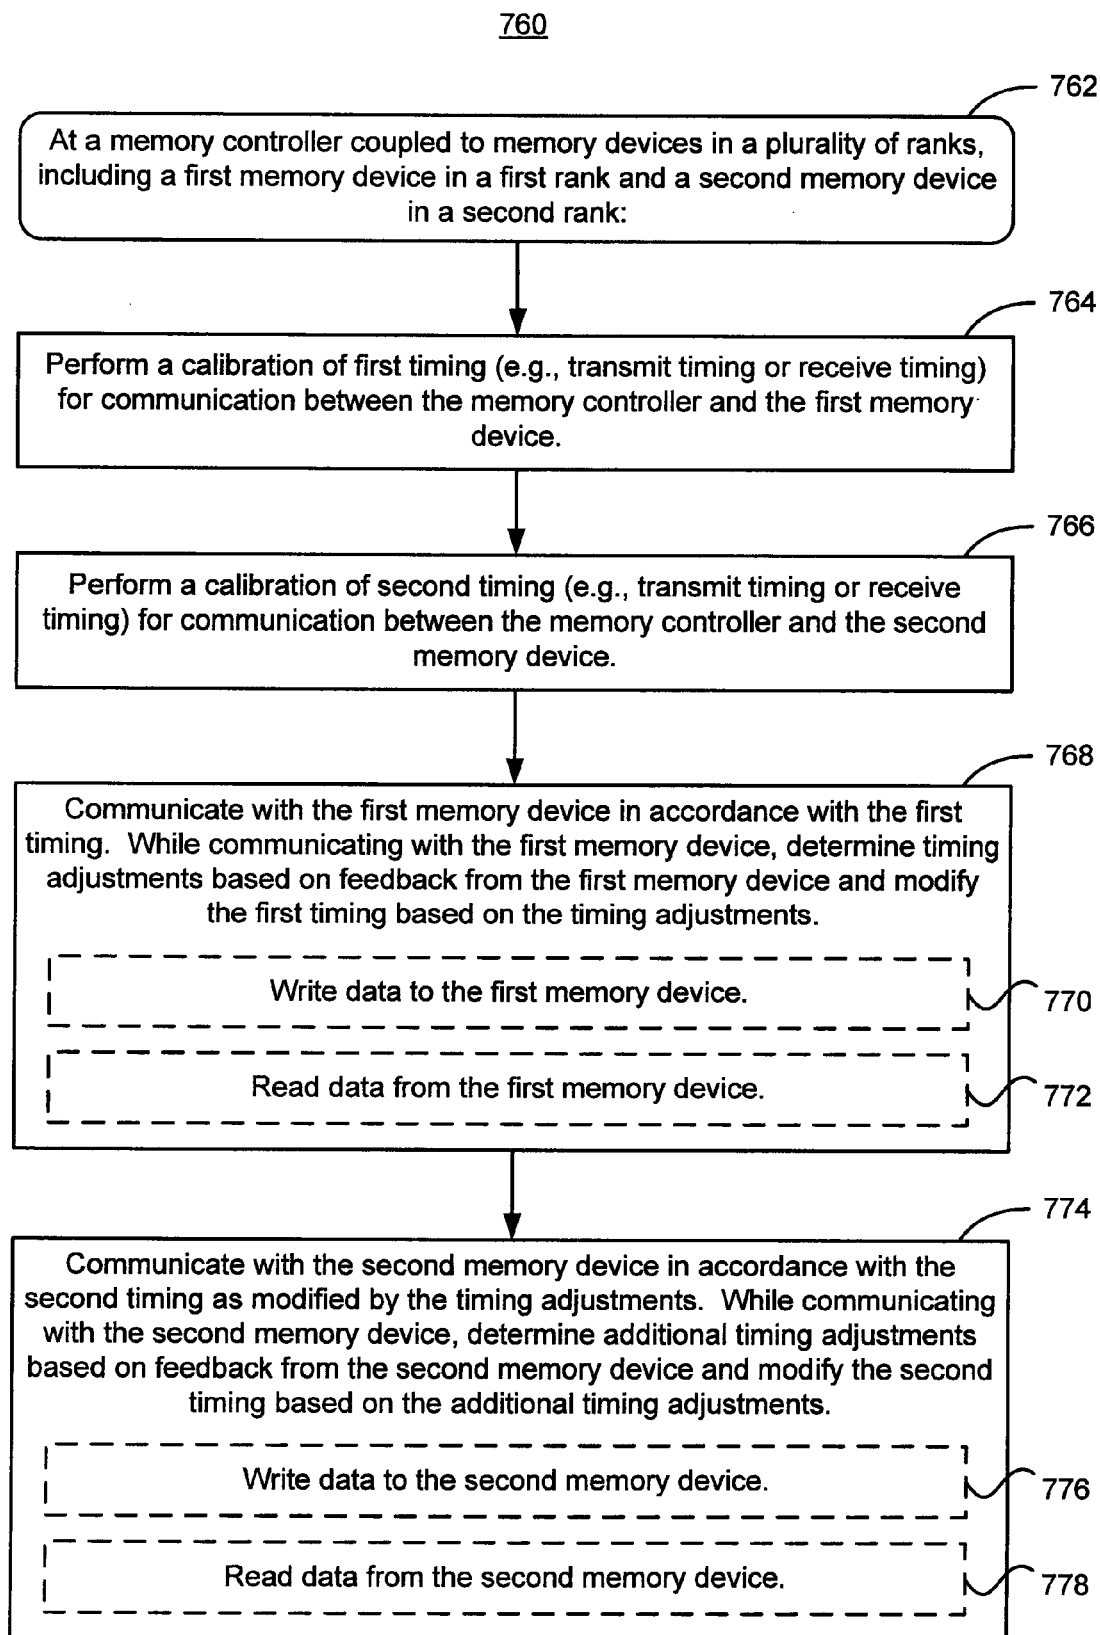 760
762
At a memory controller coupled to memory devices in a plurality of ranks,
including a first memory device in a first rank and a second memory device
in a second rank:
764
Perform a calibration of first timing (e.g., transmit timing or receive timing)
for communication between the memory controller and the first memory
device.
766
Perform a calibration of second timing (e.g., transmit timing or receive
timing) for communication between the memory controller and the second
memory device.
768
Communicate with the first memory device in accordance with the first
timing. While communicating with the first memory device, determine timing
adjustments based on feedback from the first memory device and modify
the first timing based on the timing adjustments.
Write data to the first memory device.
770
Read data from the first memory device.
772
774
Communicate with the second memory device in accordance with the
second timing as modified by the timing adjustments. While communicating
with the second memory device, determine additional timing adjustments
based on feedback from the second memory device and modify the second
timing based on the additional timing adjustments.
Write data to the second memory device.
776
Read data from the second memory device.
778